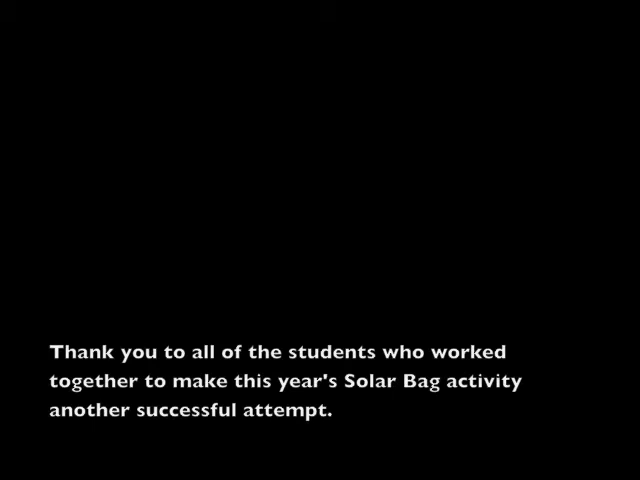 Thank you to all of the students who worked
together to make this year's Solar Bag activity
another successful attempt.